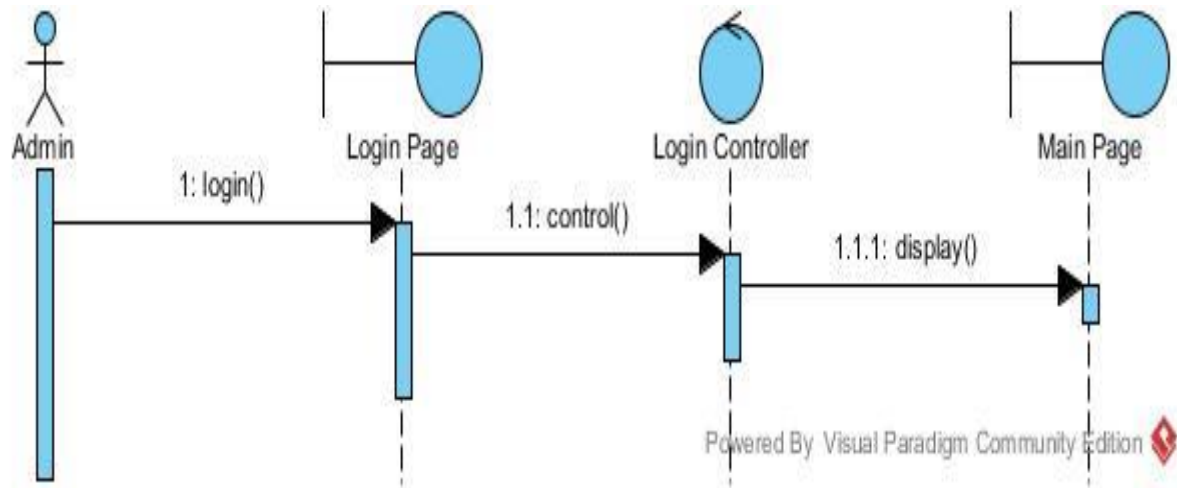 Admin
Login Page
Login Controller
Main Page
1: login()
1.1: control()
1.1.1: display()
Powered By Visual Paradigm Community Edition